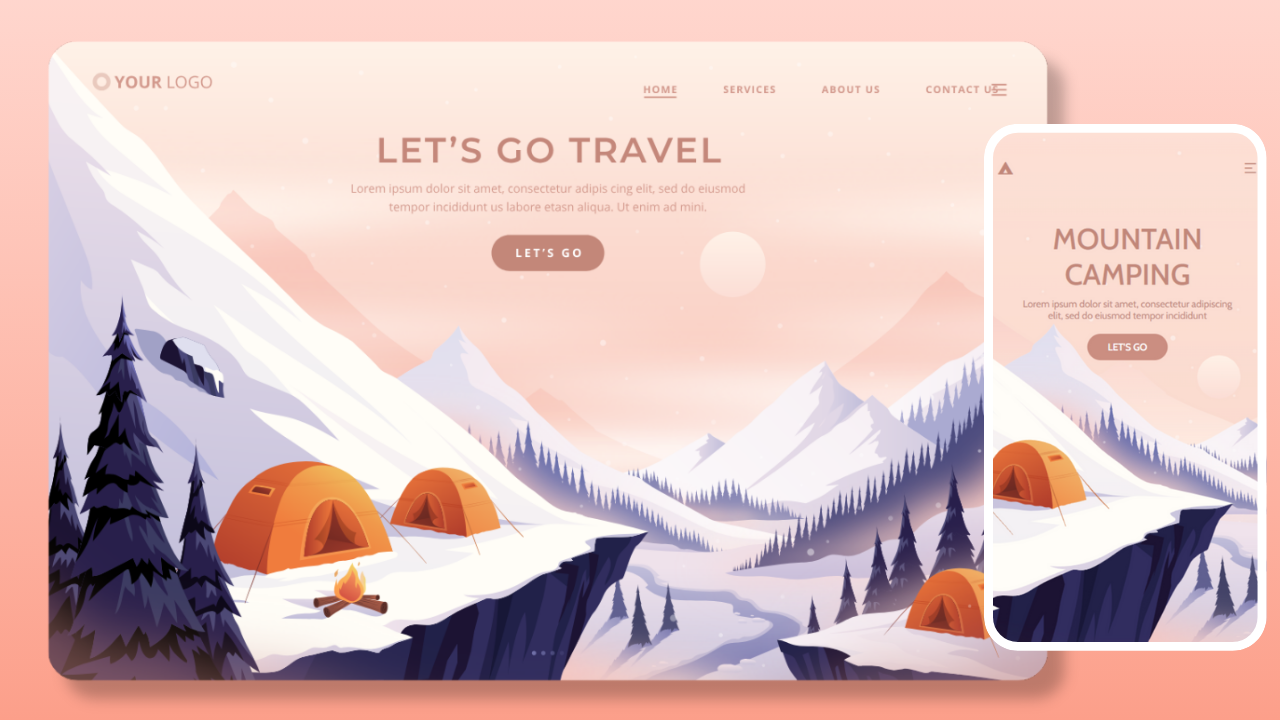 YOUR LOGO
HOME SERVICES ABOUT US CONTACT US
LET'S GO TRAVEL
Lorem ipsum dolor sit amet, consectetur adipis cing elit, sed do eiusmod
tempor incididunt us labore etasn aliqua. Ut enim ad mini.
LET'S GO
MOUNTAIN
CAMPING
Lorem ipsum dolor sit amet, consectetur adipiscing
elit, sed do eiusmod tempor incididunt
LET'S GO